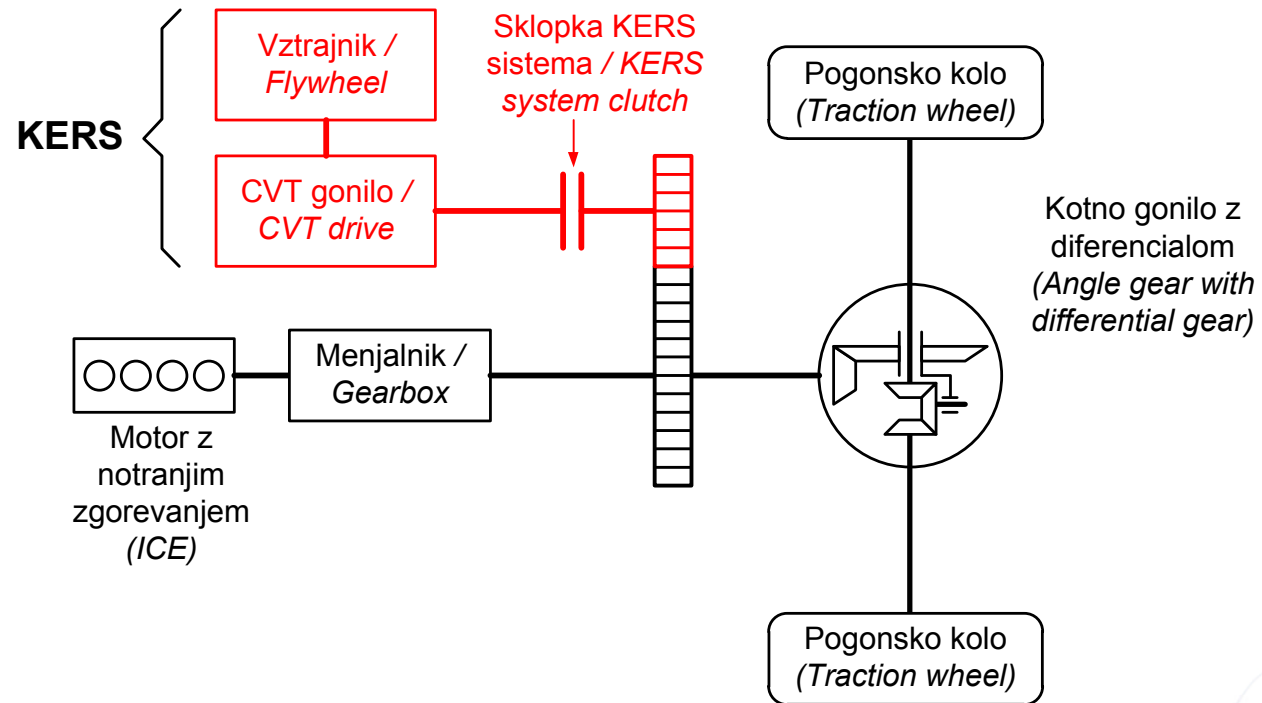 KERS
Vztrajnik /
Flywheel
CVT gonilo /
CVT drive
Sklopka KERS
sistema / KERS
system clutch
Pogonsko kolo
(Traction wheel)
Kotno gonilo z
diferencialom
(Angle gear with
differential gear)
Menjalnik /
Gearbox
Motor z
notranjim
zgorevanjem
(ICE)
Pogonsko kolo
(Traction wheel)